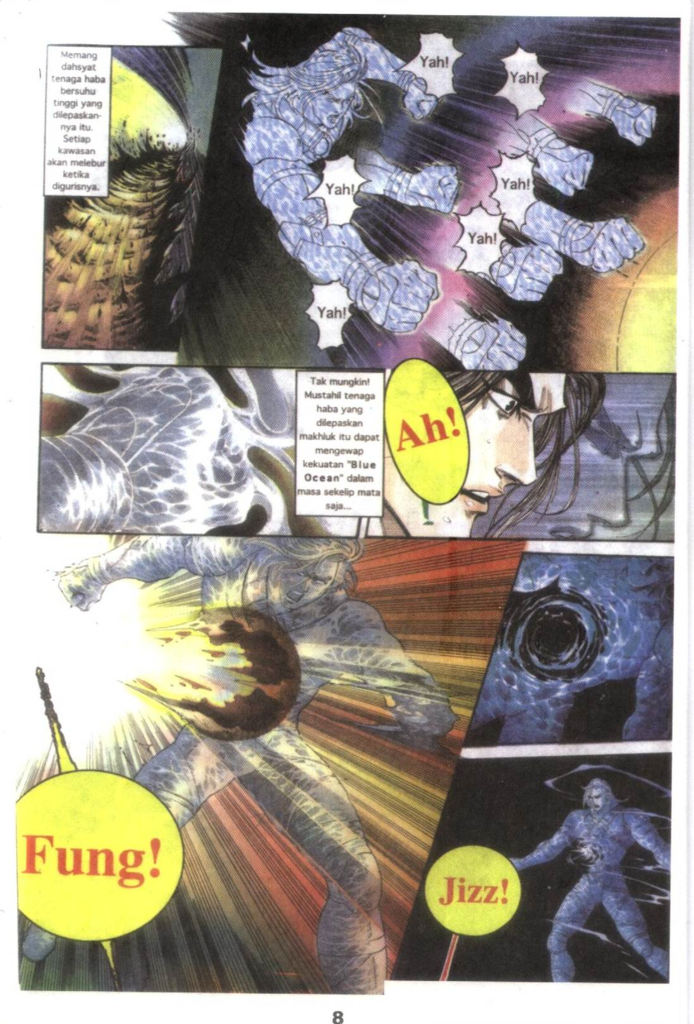 Memang
dahsyat
tenaga haba
bersuhu
tinggi yang
dilepaskan-
nya itu.
Setiap
kawasan
akan melebur
ketika
digurisnya.
Yah!
Yah!
Yah!
Yah!
Yah!
Yah!
Tak mungkin!
Mustahil tenaga
haba yang
dilepaskan
makhluk itu dapat
mengewap
kekuatan "Blue
Ocean" dalam
masa sekelip mata
saja...
Ah!
Fung!
Jizz!
8